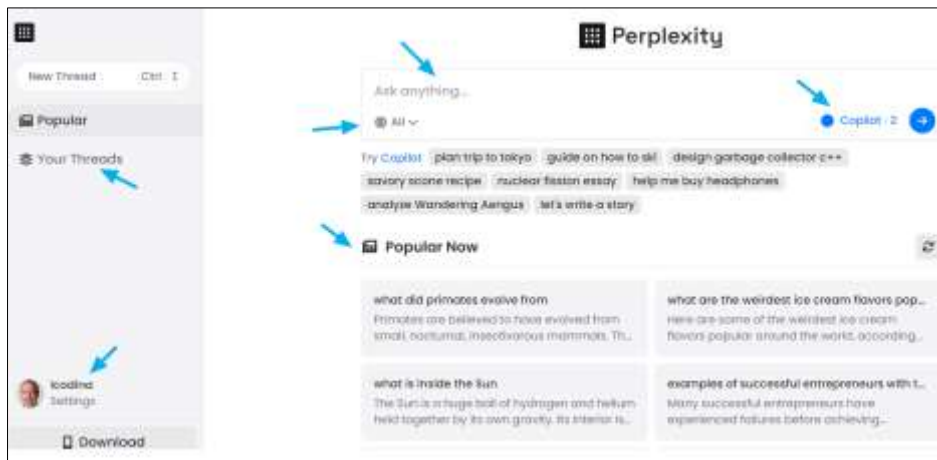 New Thread Ctrl I
Popular
Your Threads
lcodina
Settings
Download
Perplexity
Ask anything...
All
Copilot · 2
Try Copilot plan trip to tokyo guide on how to ski design garbage collector c++
savory scone recipe nuclear fission essay help me buy headphones
analyze Wandering Aengus let's write a story
Popular Now
what did primates evolve from
Primates are believed to have evolved from
small, nocturnal, insectivorous mammals. Th...
what are the weirdest ice cream flavors pop...
Here are some of the weirdest ice cream
flavors popular around the world, according...
what is inside the Sun
The Sun is a huge ball of hydrogen and helium
held together by its own gravity. Its interior is...
examples of successful entrepreneurs with t...
Many successful entrepreneurs have
experienced failures before achieving...